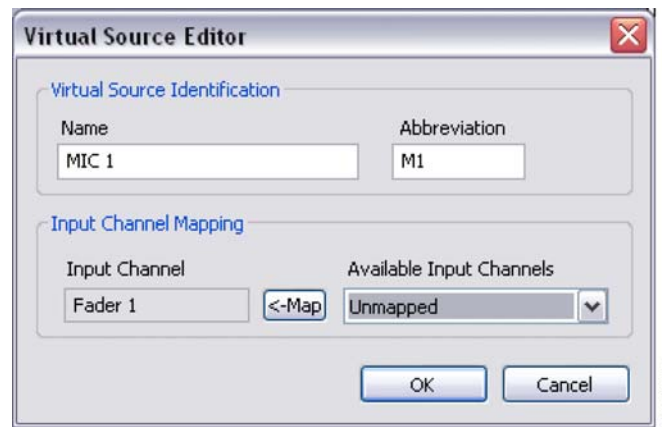 Virtual Source Editor
Virtual Source Identification
Name Abbreviation
MIC 1 M1
Input Channel Mapping
Input Channel Available Input Channels
Fader 1 <-Map Unmapped
OK Cancel